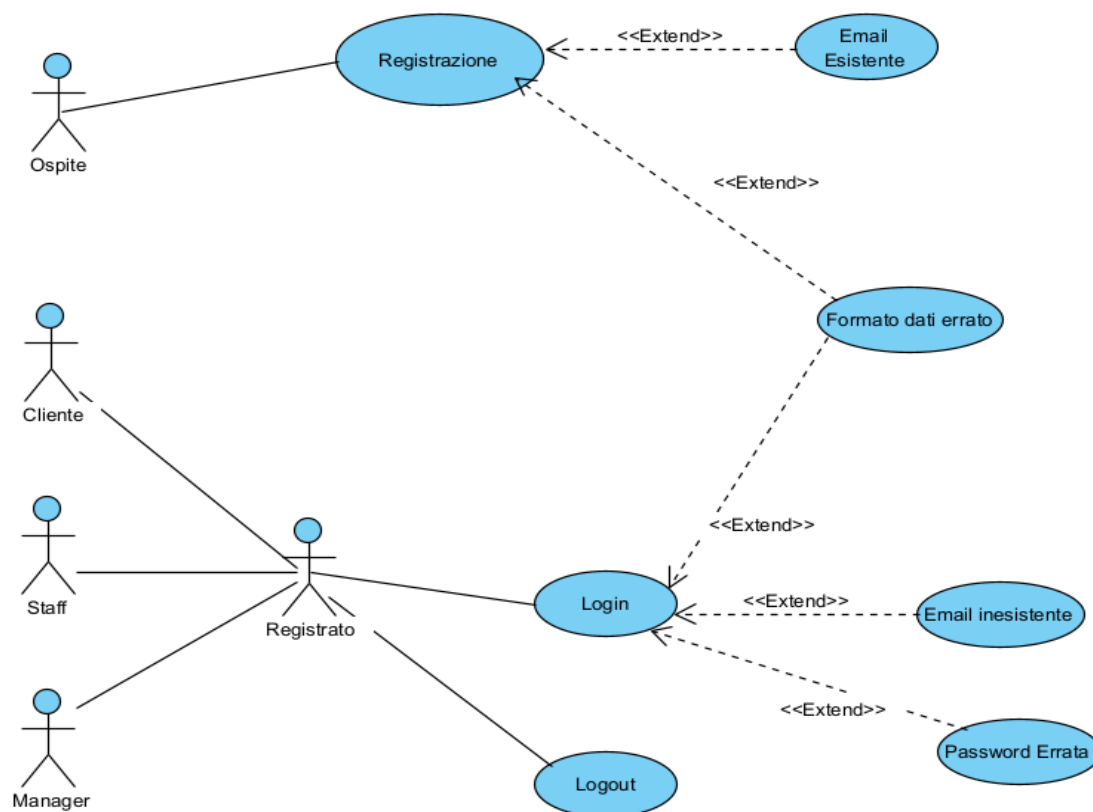 <<Extend>>
Email
Esistente
Registrazione
Ospite
<<Extend>>
Formato dati errato
Cliente
<<Extend>>
Staff
Registrato
Login
<<Extend>>
Email inesistente
<<Extend>>
Password Errata
Manager
Logout